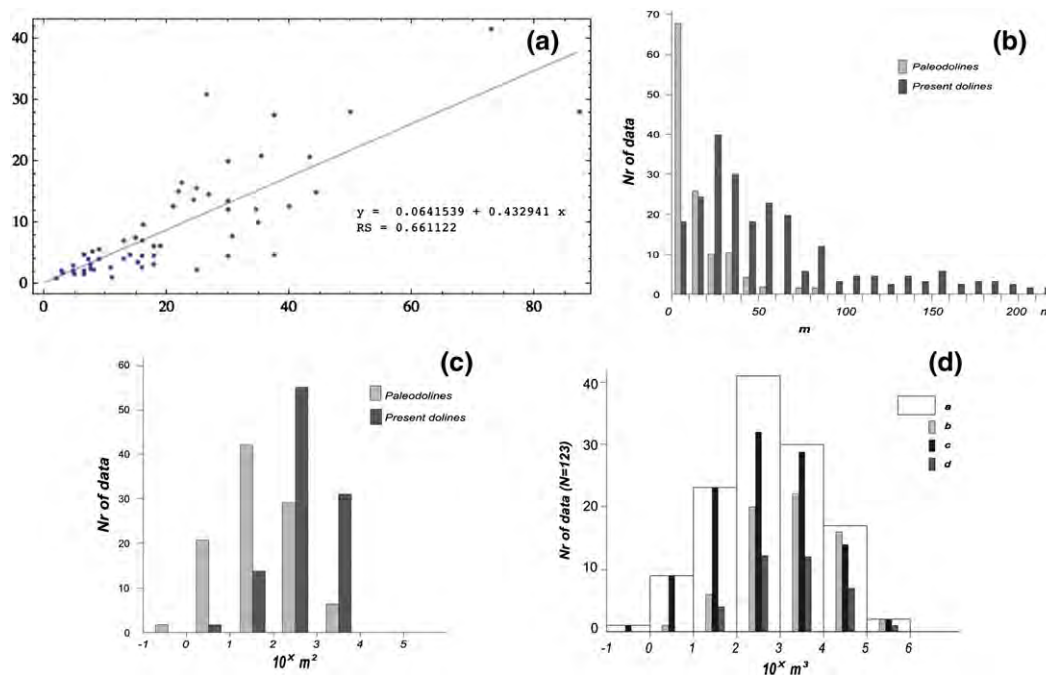 (a)
40
30
20
10
0
y = 0.0641539 + 0.432941 x
RS = 0.661122
0 20 40 60 80
(b)
70
60
50
40
30
20
10
0
Nr of data
Paleodolines
Present dolines
0 50 100 150 200
m
(c)
60
50
40
30
20
10
0
Nr of data
Paleodolines
Present dolines
-1 0 1 2 3 4 5
10ˣ m²
(d)
40
30
20
10
0
Nr of data (N=123)
a
b
c
d
-1 0 1 2 3 4 5 6
10ˣ m³